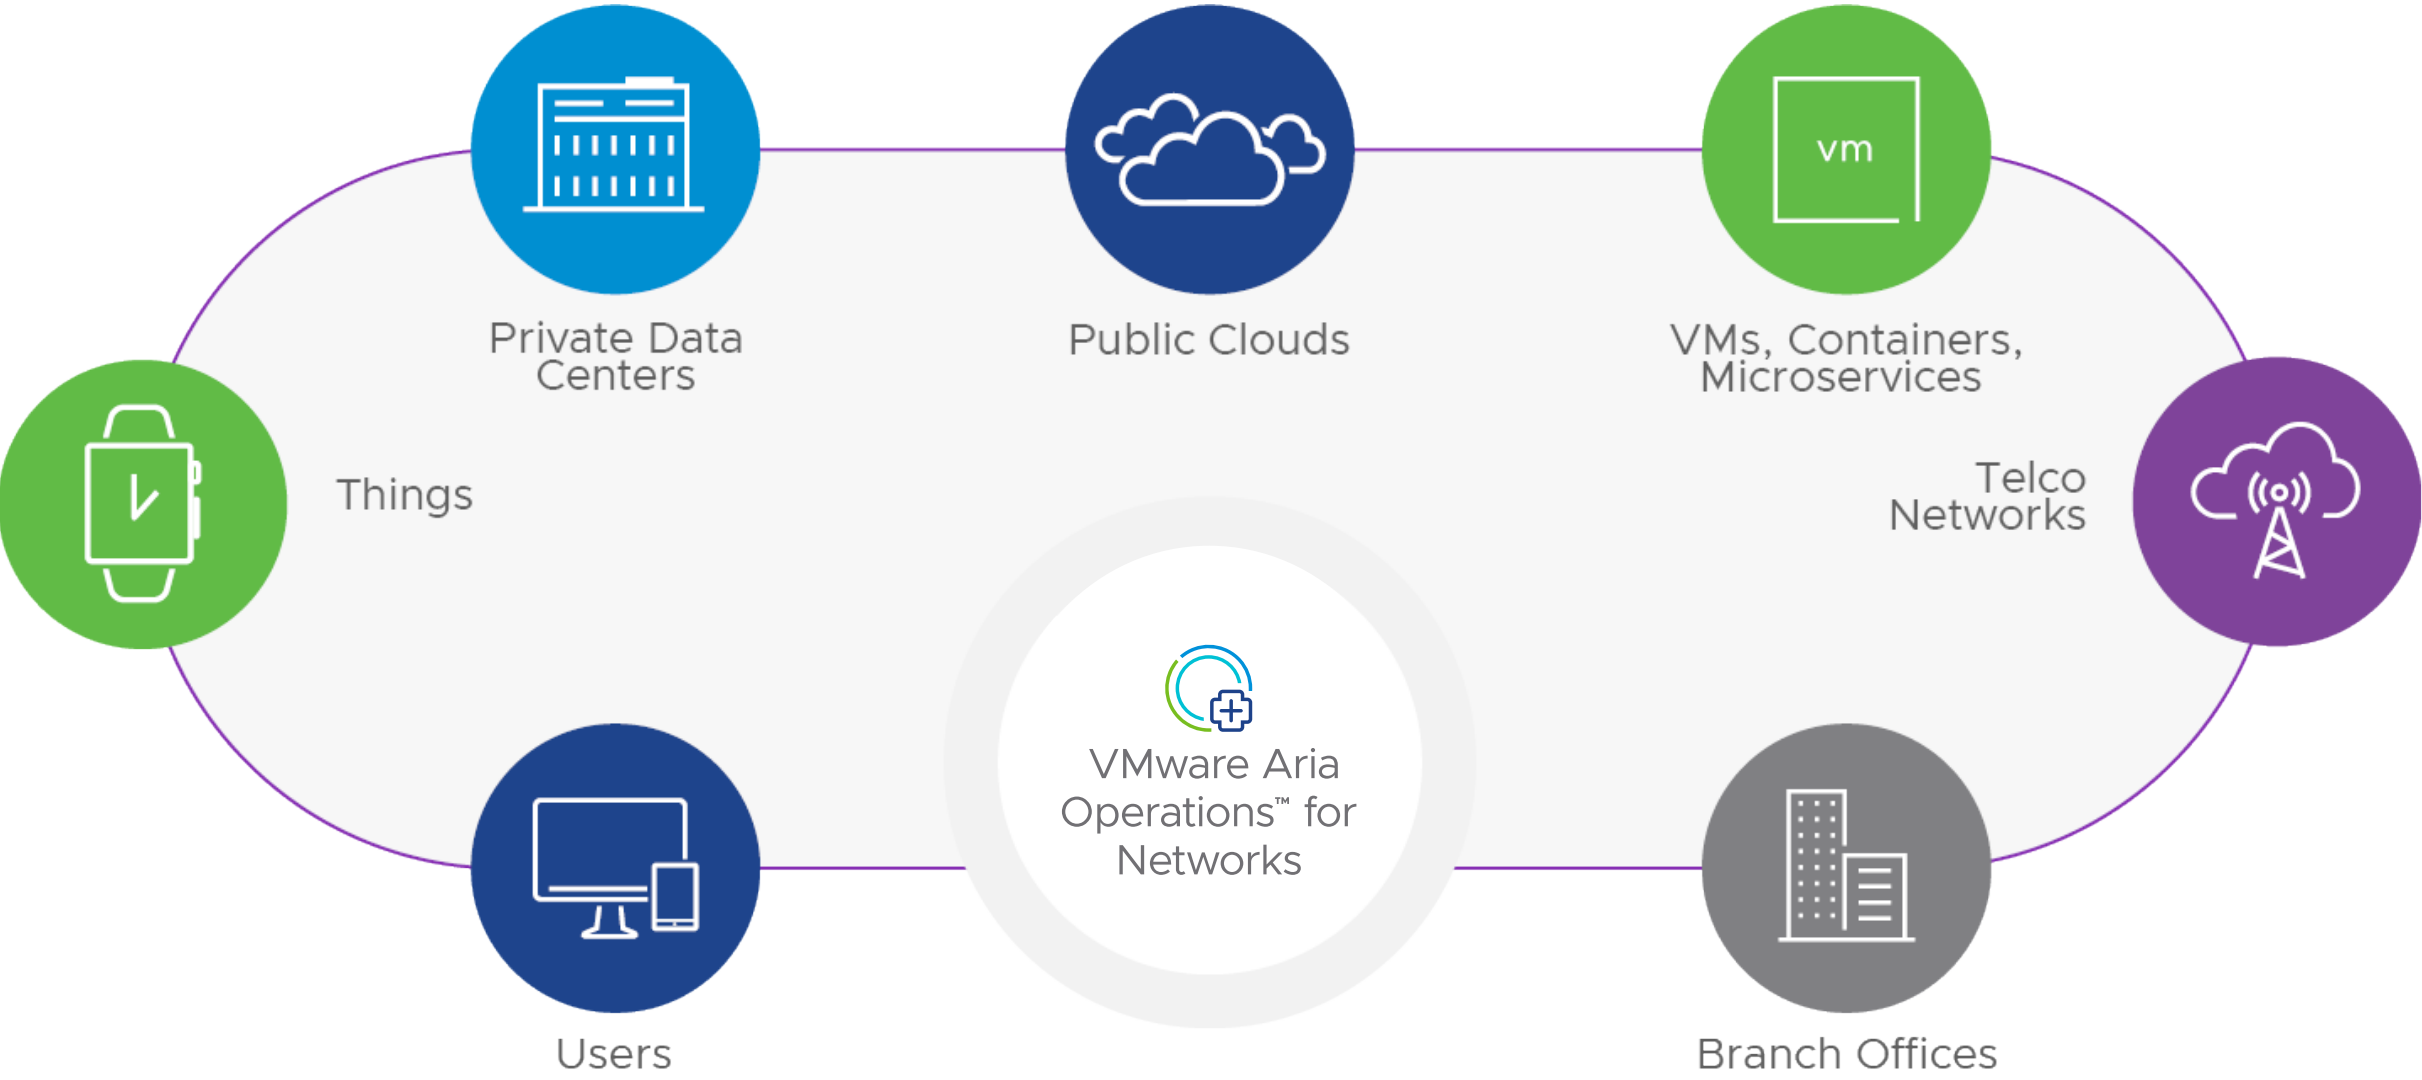 vm
Private Data
Centers
Public Clouds
VMs, Containers,
Microservices
Things
Telco
Networks
VMware Aria
Operations™ for
Networks
Users
Branch Offices